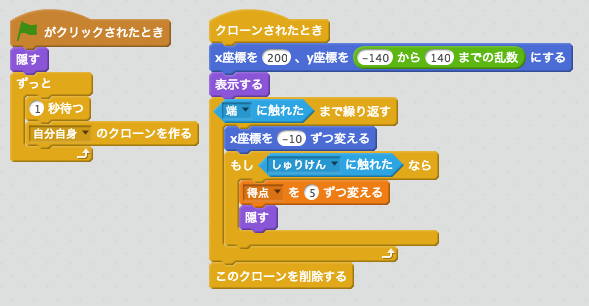 がクリックされたとき
隠す
ずっと
1 秒待つ
自分自身 のクローンを作る
クローンされたとき
x座標を 200 、y座標を -140 から 140 までの乱数 にする
表示する
端 に触れた まで繰り返す
x座標を -10 ずつ変える
もし しゅりけん に触れた なら
得点 を 5 ずつ変える
隠す
このクローンを削除する